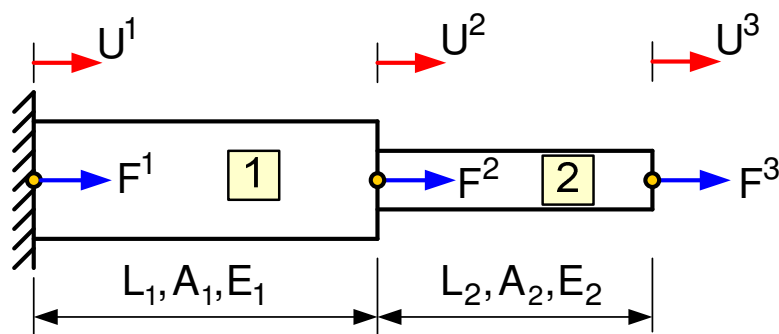 U¹ U² U³
F¹ 1 F² 2 F³
L₁, A₁, E₁ L₂, A₂, E₂